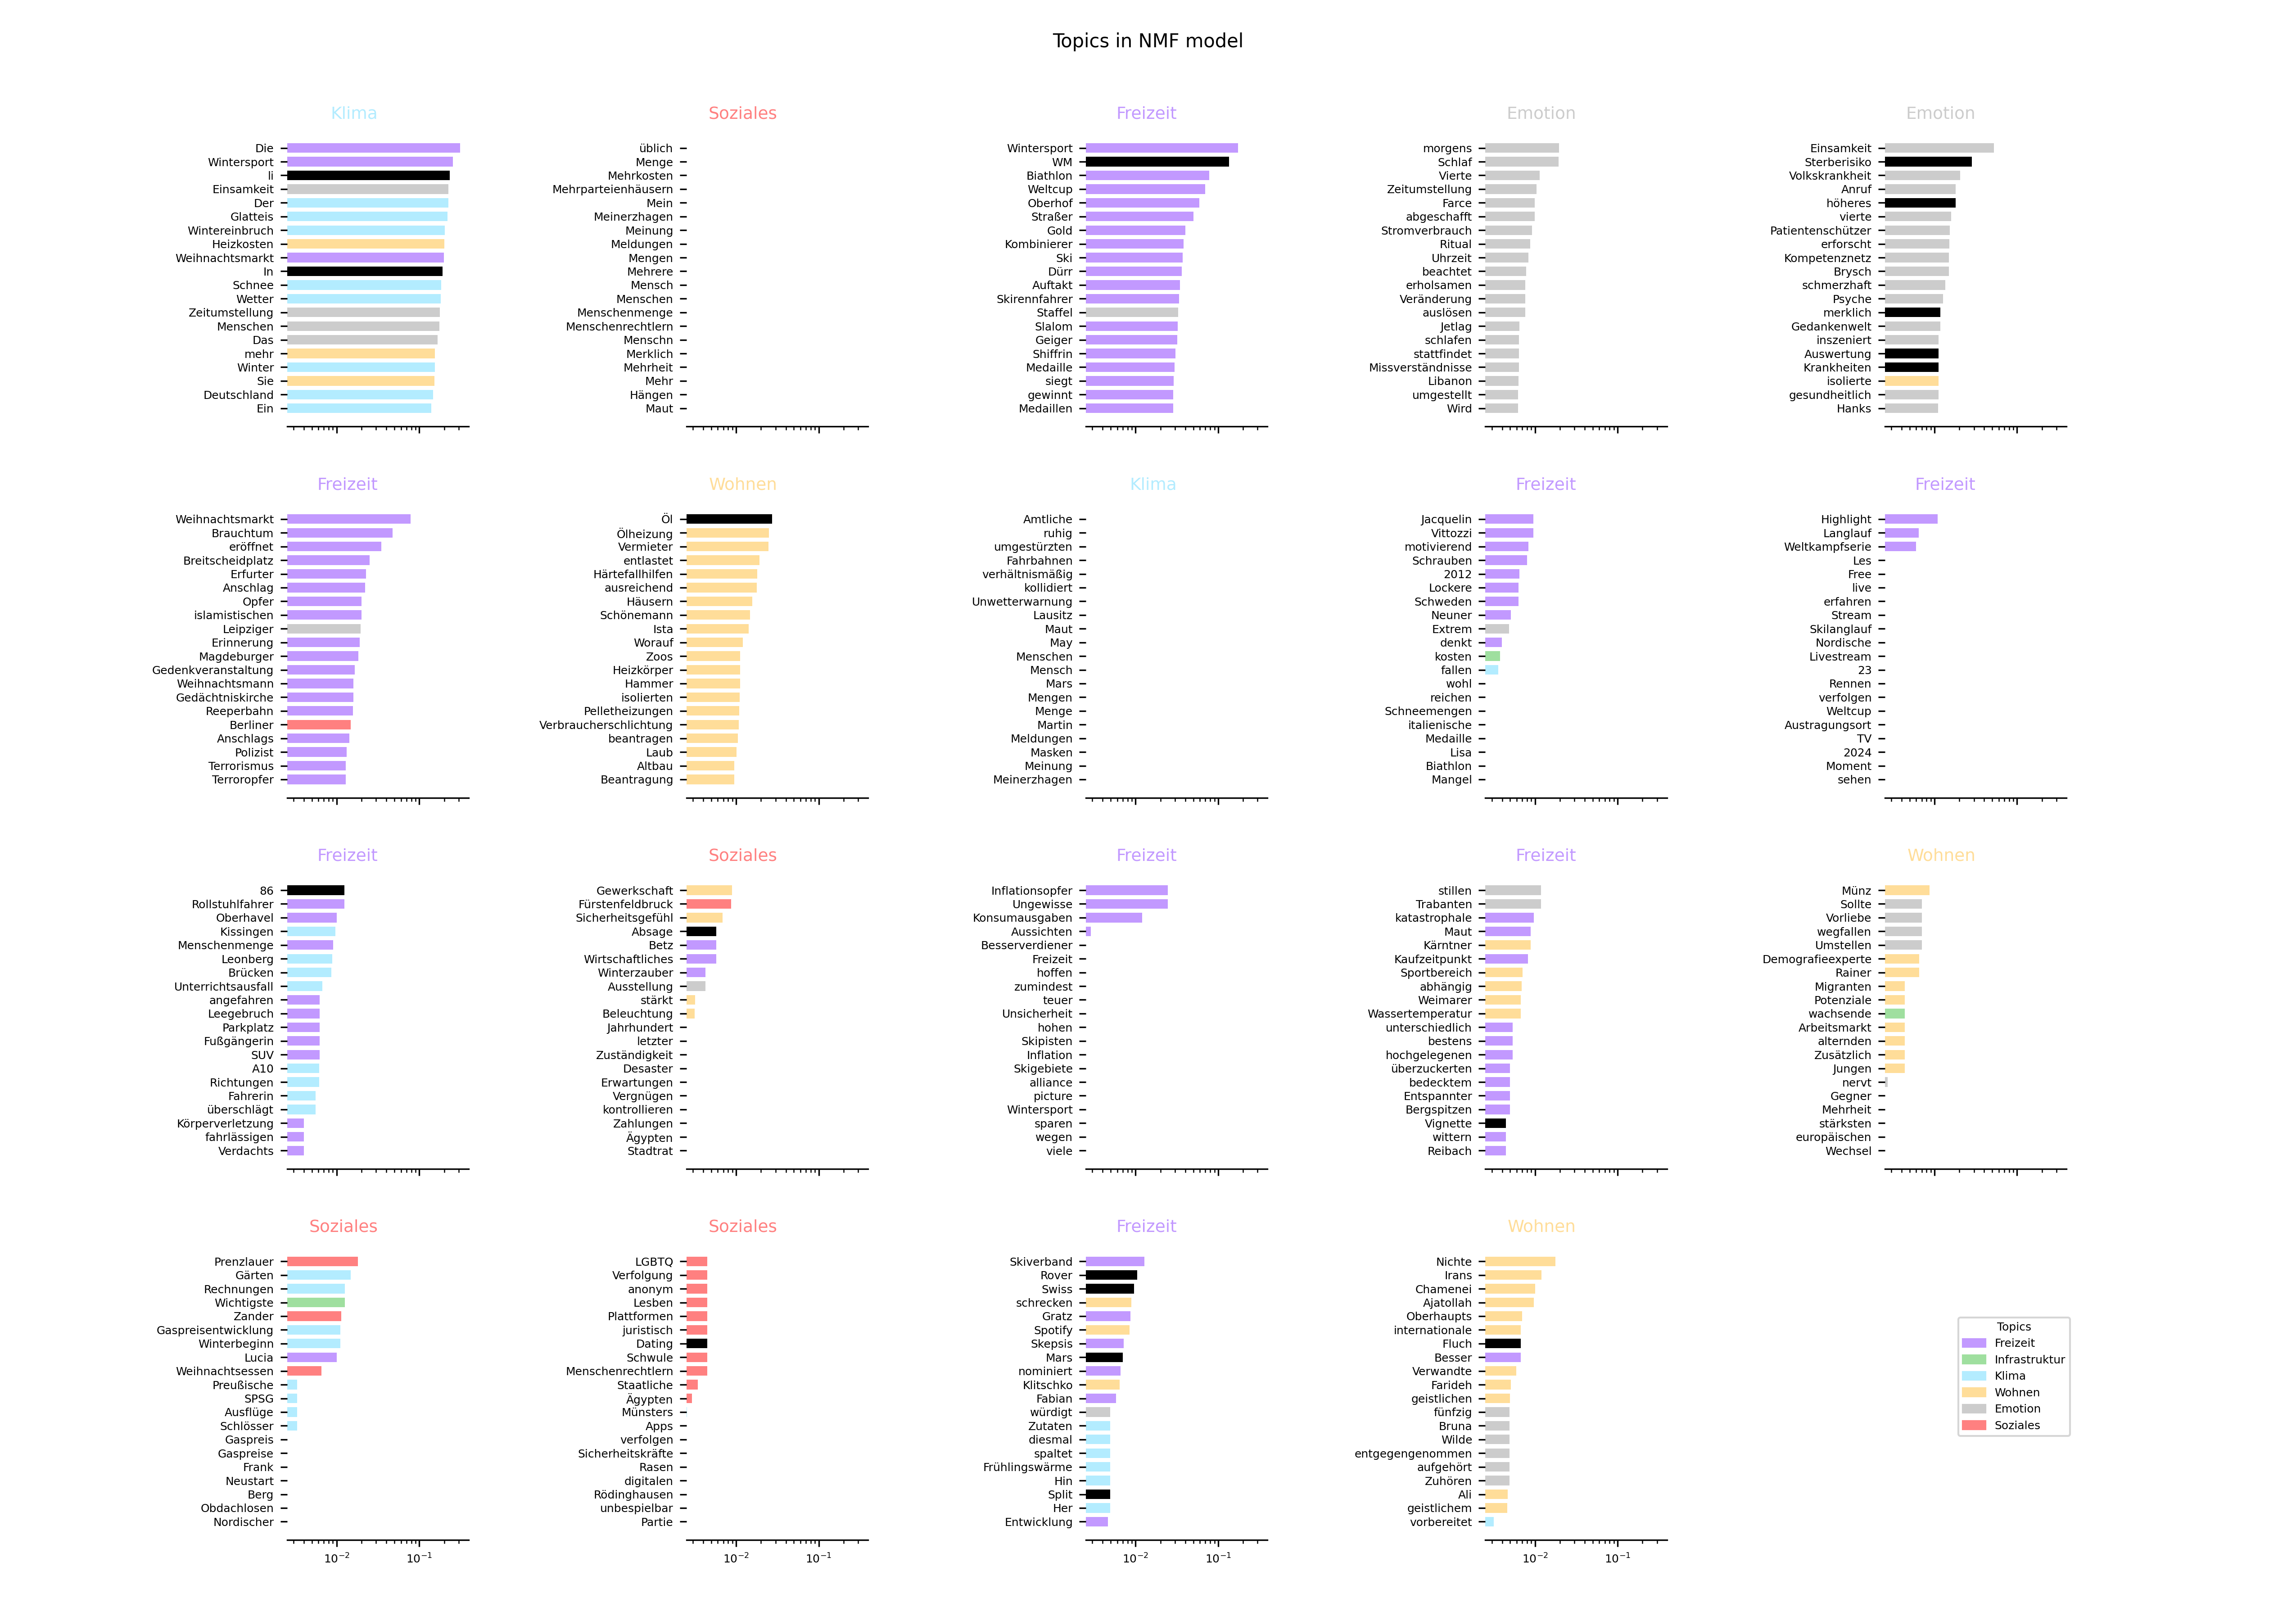 Topics in NMF model
Klima
Die
Wintersport
li
Einsamkeit
Der
Glatteis
Wintereinbruch
Heizkosten
Weihnachtsmarkt
In
Schnee
Wetter
Zeitumstellung
Menschen
Das
mehr
Winter
Sie
Deutschland
Ein
Soziales
üblich
Menge
Mehrkosten
Mehrparteienhäusern
Mein
Meinerzhagen
Meinung
Meldungen
Mengen
Mehrere
Mensch
Menschen
Menschenmenge
Menschenrechtlern
Menschn
Merklich
Mehrheit
Mehr
Hängen
Maut
Freizeit
Wintersport
WM
Biathlon
Weltcup
Oberhof
Straßer
Gold
Kombinierer
Ski
Dürr
Auftakt
Skirennfahrer
Staffel
Slalom
Geiger
Shiffrin
Medaille
siegt
gewinnt
Medaillen
Emotion
morgens
Schlaf
Vierte
Zeitumstellung
Farce
abgeschafft
Stromverbrauch
Ritual
Uhrzeit
beachtet
erholsamen
Veränderung
auslösen
Jetlag
schlafen
stattfindet
Missverständnisse
Libanon
umgestellt
Wird
Emotion
Einsamkeit
Sterberisiko
Volkskrankheit
Anruf
höheres
vierte
Patientenschützer
erforscht
Kompetenznetz
Brysch
schmerzhaft
Psyche
merklich
Gedankenwelt
inszeniert
Auswertung
Krankheiten
isolierte
gesundheitlich
Hanks
Freizeit
Weihnachtsmarkt
Brauchtum
eröffnet
Breitscheidplatz
Erfurter
Anschlag
Opfer
islamistischen
Leipziger
Erinnerung
Magdeburger
Gedenkveranstaltung
Weihnachtsmann
Gedächtniskirche
Reeperbahn
Berliner
Anschlags
Polizist
Terrorismus
Terroropfer
Wohnen
Öl
Ölheizung
Vermieter
entlastet
Härtefallhilfen
ausreichend
Häusern
Schönemann
Ista
Worauf
Zoos
Heizkörper
Hammer
isolierten
Pelletheizungen
Verbraucherschlichtung
beantragen
Laub
Altbau
Beantragung
Klima
Amtliche
ruhig
umgestürzten
Fahrbahnen
verhältnismäßig
kollidiert
Unwetterwarnung
Lausitz
Maut
May
Menschen
Mensch
Mars
Mengen
Menge
Martin
Meldungen
Masken
Meinung
Meinerzhagen
Freizeit
Jacquelin
Vittozzi
motivierend
Schrauben
2012
Lockere
Schweden
Neuner
Extrem
denkt
kosten
fallen
wohl
reichen
Schneemengen
italienische
Medaille
Lisa
Biathlon
Mangel
Freizeit
Highlight
Langlauf
Weltkampfserie
Les
Free
live
erfahren
Stream
Skilanglauf
Nordische
Livestream
23
Rennen
verfolgen
Weltcup
Austragungsort
TV
2024
Moment
sehen
Freizeit
86
Rollstuhlfahrer
Oberhavel
Kissingen
Menschenmenge
Leonberg
Brücken
Unterrichtsausfall
angefahren
Leegebruch
Parkplatz
Fußgängerin
SUV
A10
Richtungen
Fahrerin
überschlägt
Körperverletzung
fahrlässigen
Verdachts
Soziales
Gewerkschaft
Fürstenfeldbruck
Sicherheitsgefühl
Absage
Betz
Wirtschaftliches
Winterzauber
Ausstellung
stärkt
Beleuchtung
Jahrhundert
letzter
Zuständigkeit
Desaster
Erwartungen
Vergnügen
kontrollieren
Zahlungen
Ägypten
Stadtrat
Freizeit
Inflationsopfer
Ungewisse
Konsumausgaben
Aussichten
Besserverdiener
Freizeit
hoffen
zumindest
teuer
Unsicherheit
hohen
Skipisten
Inflation
Skigebiete
alliance
picture
Wintersport
sparen
wegen
viele
Freizeit
stillen
Trabanten
katastrophale
Maut
Kärntner
Kaufzeitpunkt
Sportbereich
abhängig
Weimarer
Wassertemperatur
unterschiedlich
bestens
hochgelegenen
überzuckerten
bedecktem
Entspannter
Bergspitzen
Vignette
wittern
Reibach
Wohnen
Münz
Sollte
Vorliebe
wegfallen
Umstellen
Demografieexperte
Rainer
Migranten
Potenziale
wachsende
Arbeitsmarkt
alternden
Zusätzlich
Jungen
nervt
Gegner
Mehrheit
stärksten
europäischen
Wechsel
Soziales
Prenzlauer
Gärten
Rechnungen
Wichtigste
Zander
Gaspreisentwicklung
Winterbeginn
Lucia
Weihnachtsessen
Preußische
SPSG
Ausflüge
Schlösser
Gaspreis
Gaspreise
Frank
Neustart
Berg
Obdachlosen
Nordischer
10⁻² 10⁻¹
Soziales
LGBTQ
Verfolgung
anonym
Lesben
Plattformen
juristisch
Dating
Schwule
Menschenrechtlern
Staatliche
Ägypten
Münsters
Apps
verfolgen
Sicherheitskräfte
Rasen
digitalen
Rödinghausen
unbespielbar
Partie
10⁻² 10⁻¹
Freizeit
Skiverband
Rover
Swiss
schrecken
Gratz
Spotify
Skepsis
Mars
nominiert
Klitschko
Fabian
würdigt
Zutaten
diesmal
spaltet
Frühlingswärme
Hin
Split
Her
Entwicklung
10⁻² 10⁻¹
Wohnen
Nichte
Irans
Chamenei
Ajatollah
Oberhaupts
internationale
Fluch
Besser
Verwandte
Farideh
geistlichen
fünfzig
Bruna
Wilde
entgegengenommen
aufgehört
Zuhören
Ali
geistlichem
vorbereitet
10⁻² 10⁻¹
Topics
Freizeit
Infrastruktur
Klima
Wohnen
Emotion
Soziales